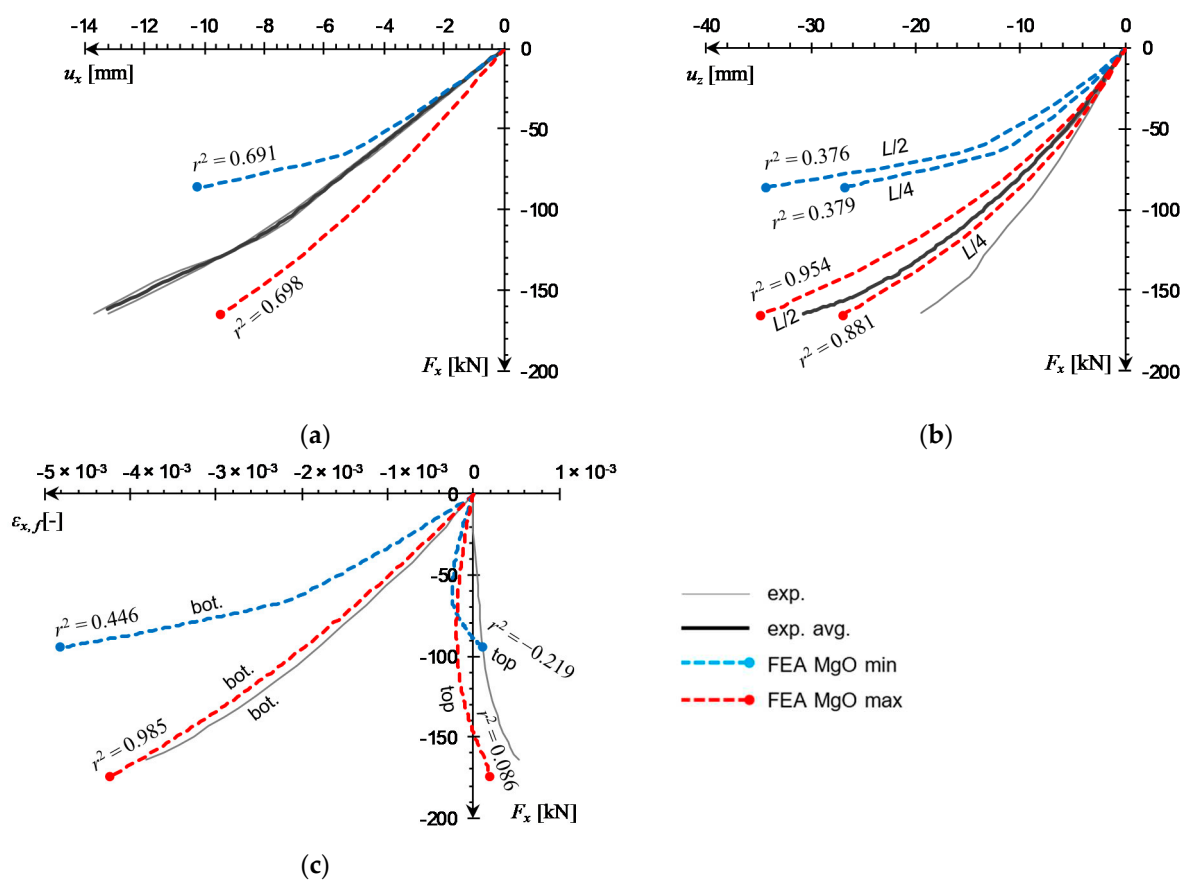 -14 -12 -10 -8 -6 -4 -2 0
u_x [mm]
0
-50
-100
-150
-200
r² = 0.691
r² = 0.698
F_x [kN]
(a)
-40 -30 -20 -10 0
u_z [mm]
0
-50
-100
-150
-200
r² = 0.376
L/2
r² = 0.379
L/4
r² = 0.954
L/2
L/4
r² = 0.881
F_x [kN]
(b)
-5 × 10⁻³ -4 × 10⁻³ -3 × 10⁻³ -2 × 10⁻³ -1 × 10⁻³ 0 1 × 10⁻³
ε_x,f[-]
0
-50
-100
-150
-200
r² = 0.446
bot.
r² = −0.219
top
bot.
bot.
top
r² = 0.985
r² = 0.086
F_x [kN]
(c)
exp.
exp. avg.
FEA MgO min
FEA MgO max